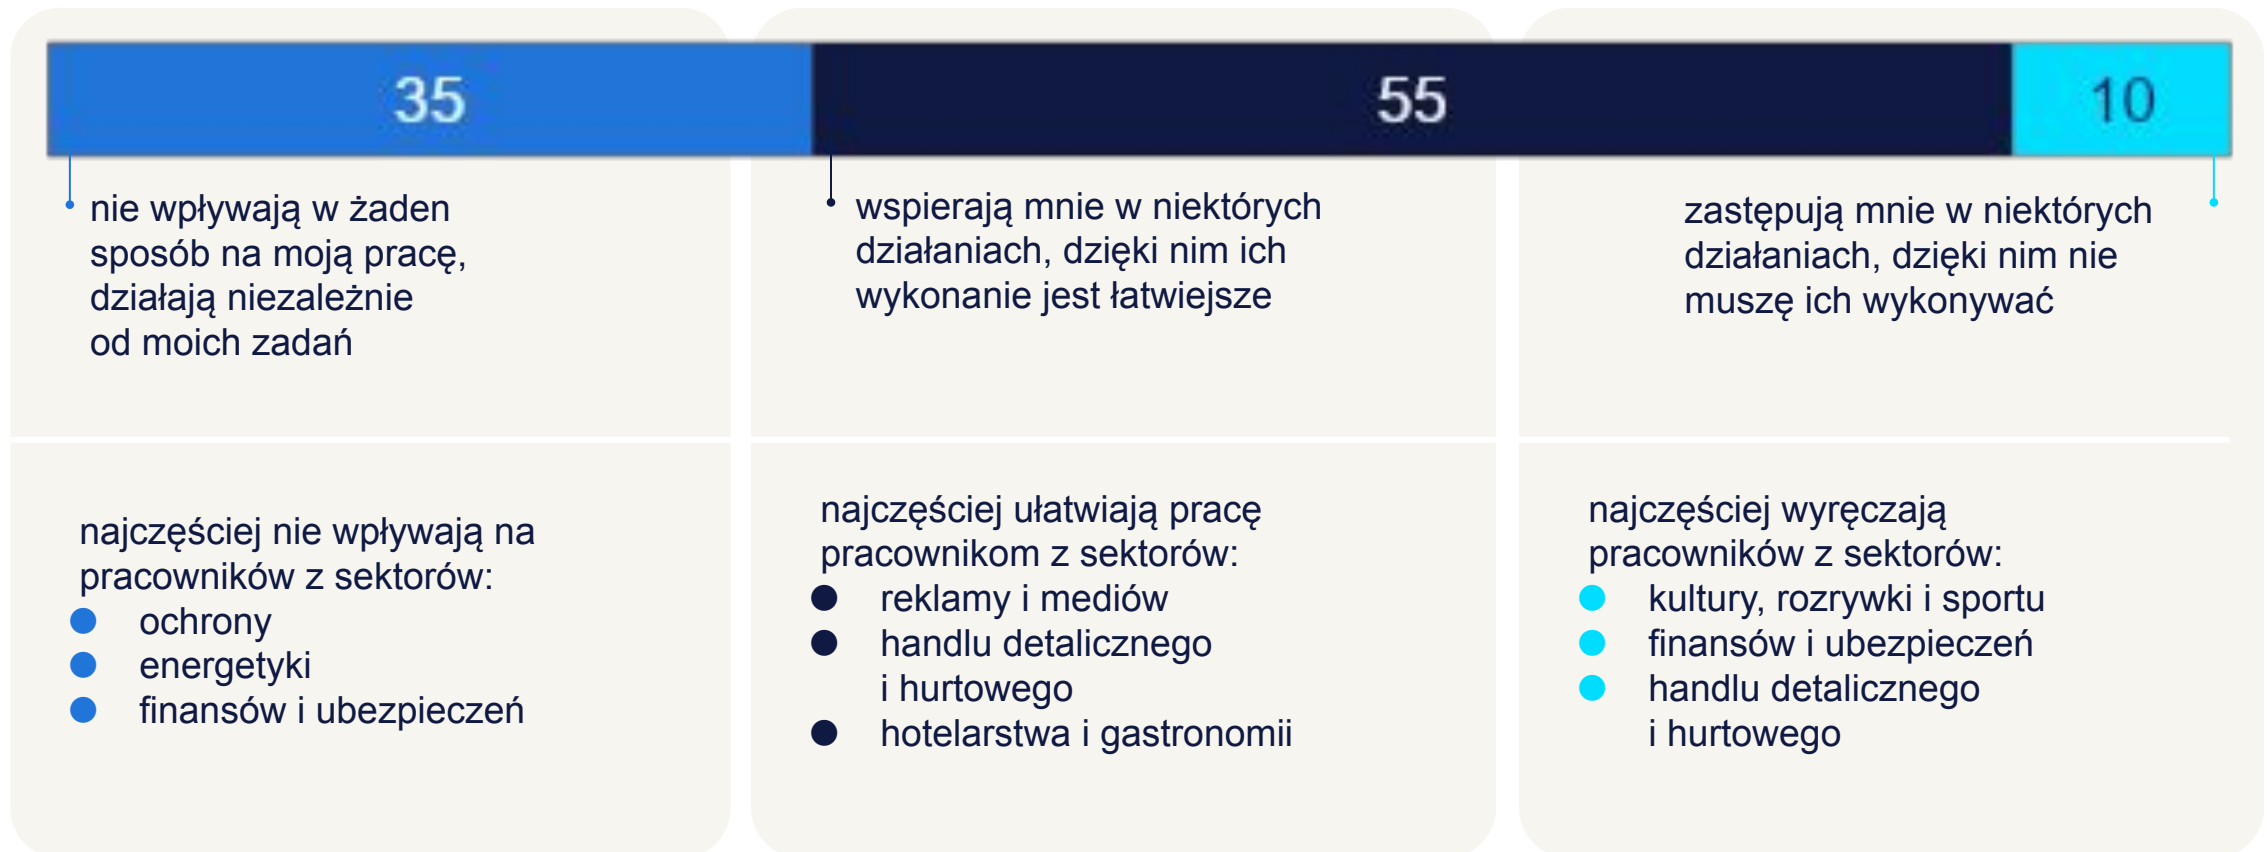 35
55
10
nie wpływają w żaden
sposób na moją pracę,
działają niezależnie
od moich zadań
wspierają mnie w niektórych
działaniach, dzięki nim ich
wykonanie jest łatwiejsze
zastępują mnie w niektórych
działaniach, dzięki nim nie
muszę ich wykonywać
najczęściej nie wpływają na
pracowników z sektorów:
ochrony
energetyki
finansów i ubezpieczeń
najczęściej ułatwiają pracę
pracownikom z sektorów:
reklamy i mediów
handlu detalicznego
i hurtowego
hotelarstwa i gastronomii
najczęściej wyręczają
pracowników z sektorów:
kultury, rozrywki i sportu
finansów i ubezpieczeń
handlu detalicznego
i hurtowego